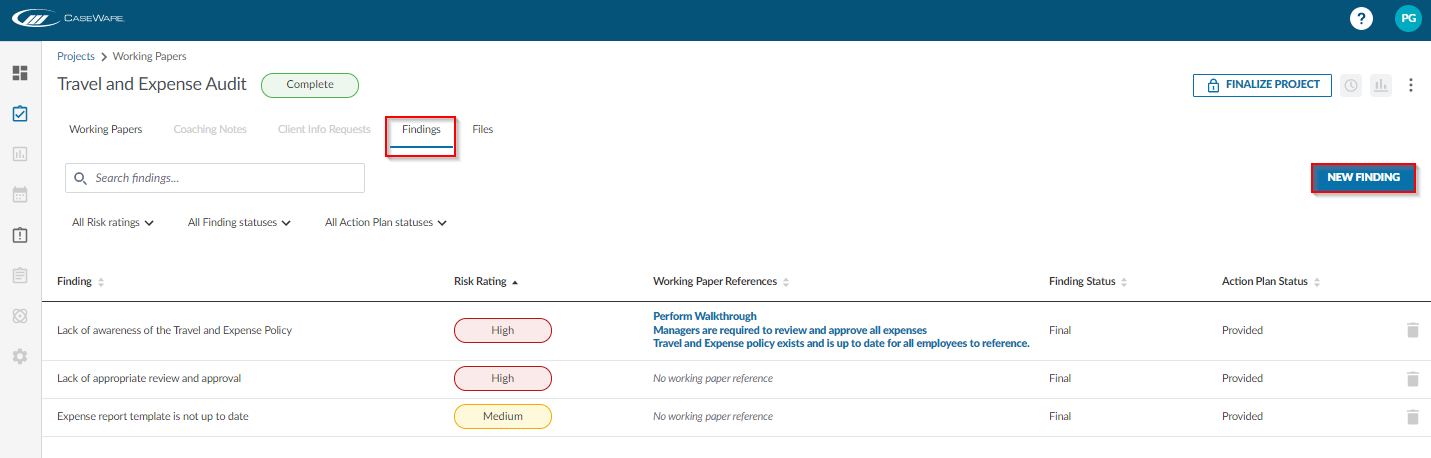 CASEWARE
?
PG
Projects > Working Papers
Travel and Expense Audit
Complete
FINALIZE PROJECT
Working Papers
Coaching Notes
Client Info Requests
Findings
Files
Search findings...
NEW FINDING
All Risk ratings
All Finding statuses
All Action Plan statuses
Finding
Risk Rating
Working Paper References
Finding Status
Action Plan Status
Lack of awareness of the Travel and Expense Policy
High
Perform Walkthrough
Managers are required to review and approve all expenses
Travel and Expense policy exists and is up to date for all employees to reference.
Final
Provided
Lack of appropriate review and approval
High
No working paper reference
Final
Provided
Expense report template is not up to date
Medium
No working paper reference
Final
Provided